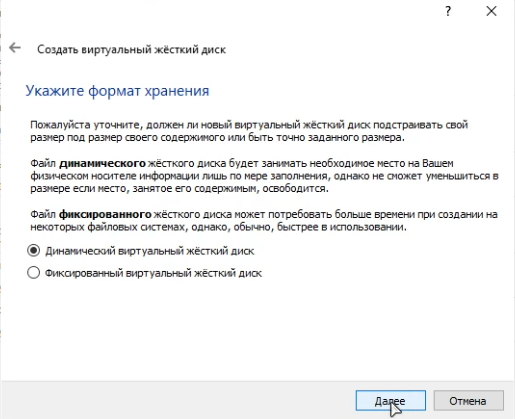 ?
Создать виртуальный жёсткий диск
Укажите формат хранения
Пожалуйста уточните, должен ли новый виртуальный жёсткий диск подстраивать свой
размер под размер своего содержимого или быть точно заданного размера.
Файл динамического жёсткого диска будет занимать необходимое место на Вашем
физическом носителе информации лишь по мере заполнения, однако не сможет уменьшиться в
размере если место, занятое его содержимым, освободится.
Файл фиксированного жёсткого диска может потребовать больше времени при создании на
некоторых файловых системах, однако, обычно, быстрее в использовании.
Динамический виртуальный жёсткий диск
Фиксированный виртуальный жёсткий диск
Далее
Отмена